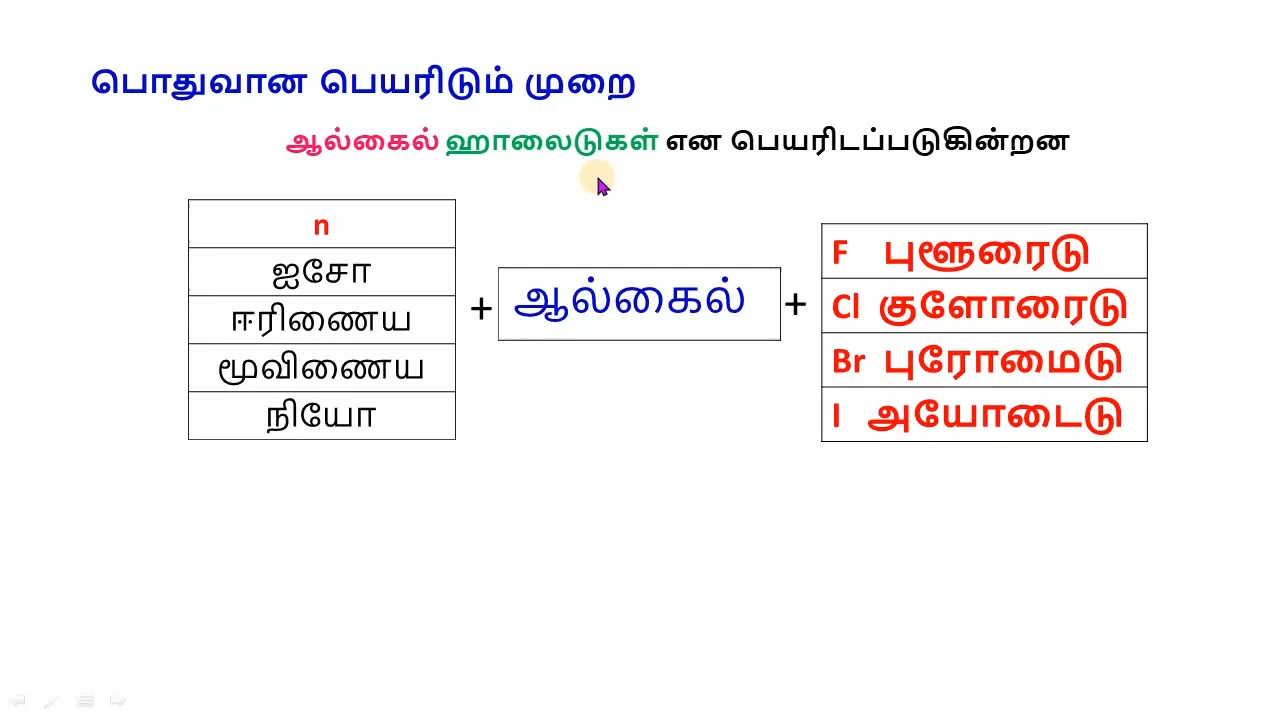 பொதுவான பெயரிடும் முறை
ஆல்கைல் ஹாலைடுகள் என பெயரிடப்படுகின்றன
n
ஐசோ
ஈரிணைய
மூவிணைய
நியோ
+
ஆல்கைல்
+
F புளூரைடு
Cl குளோரைடு
Br புரோமைடு
I அயோடைடு